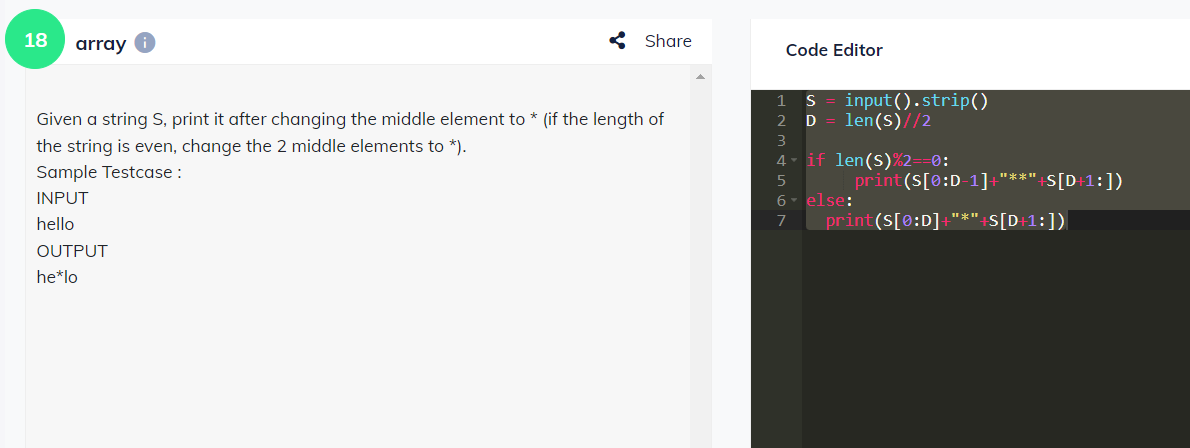 18
array
Share
Given a string S, print it after changing the middle element to * (if the length of
the string is even, change the 2 middle elements to *).
Sample Testcase :
INPUT
hello
OUTPUT
he*lo
Code Editor
1 S = input().strip()
2 D = len(S)//2
3
4 if len(S)%2==0:
5     print(S[0:D-1]+"**"+S[D+1:])
6 else:
7  print(S[0:D]+"*"+S[D+1:])